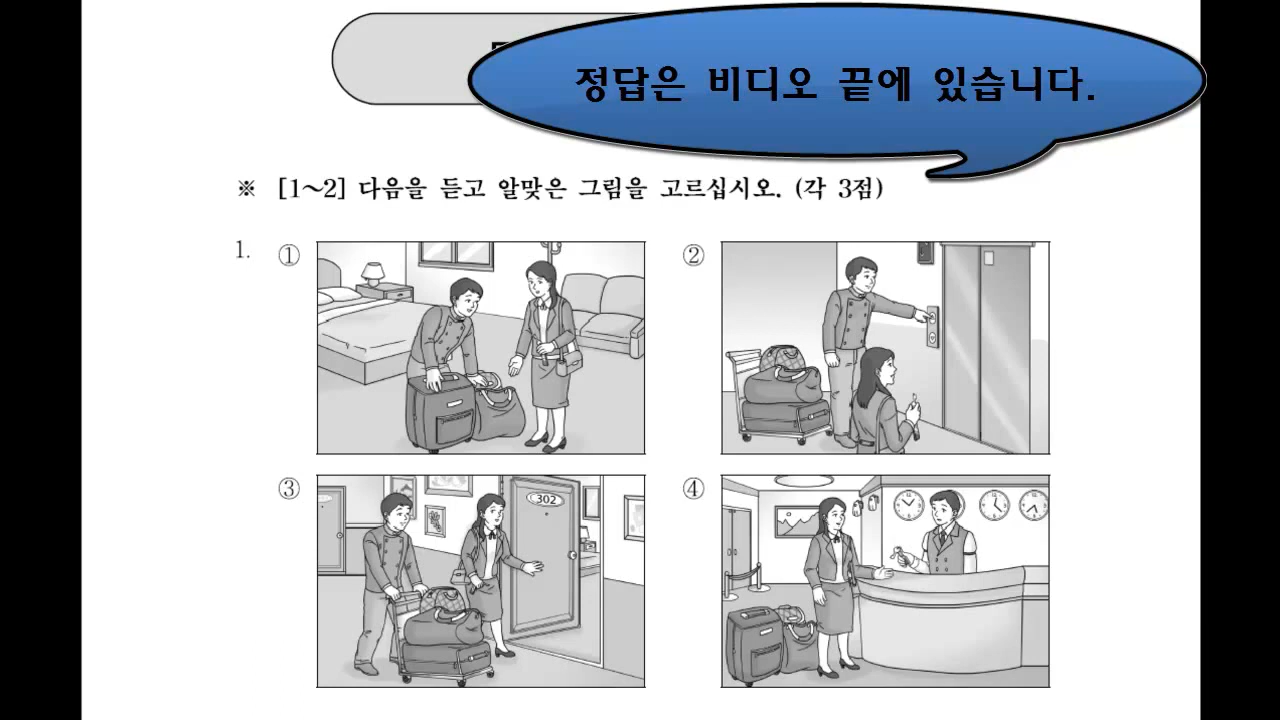 정답은 비디오 끝에 있습니다.
※ [1～2] 다음을 듣고 알맞은 그림을 고르십시오. (각 3점)
1. ① ②
302
③ ④